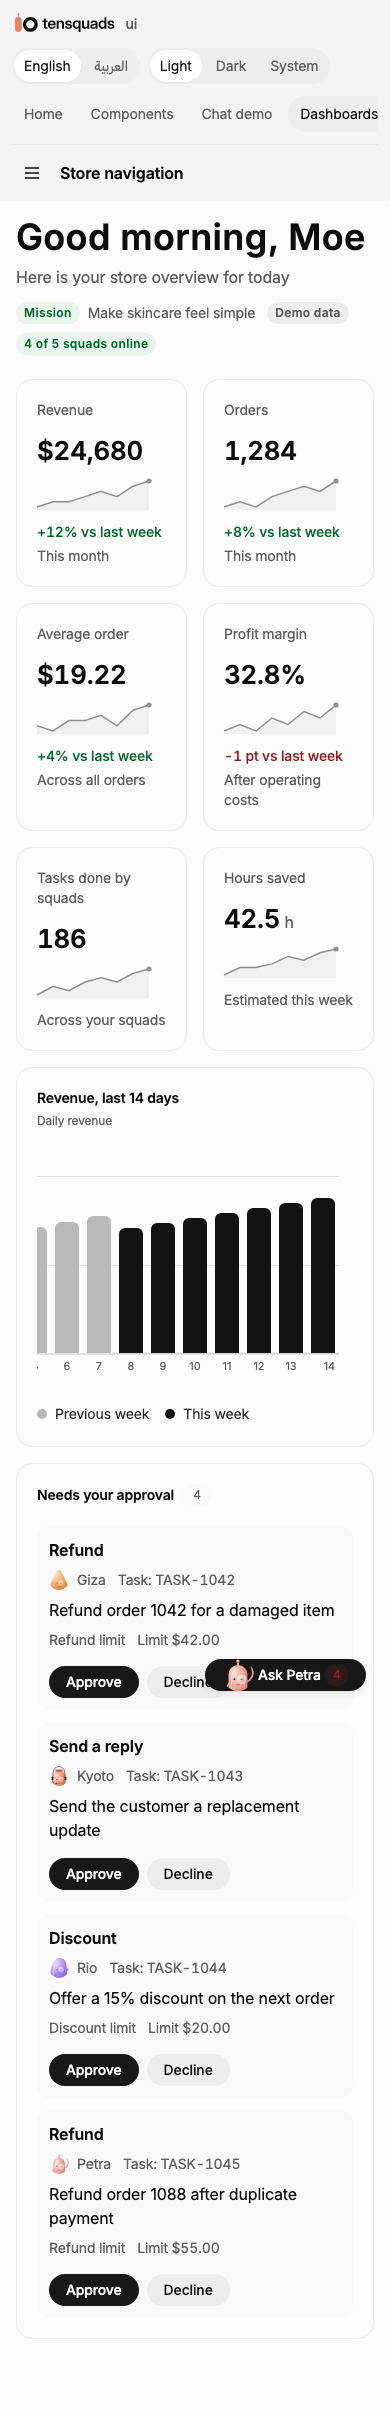 tensquads ui
English العربية Light Dark System
Home Components Chat demo Dashboards
Store navigation
Good morning, Moe
Here is your store overview for today
Mission Make skincare feel simple Demo data
4 of 5 squads online
Revenue
$24,680
+12% vs last week
This month
Orders
1,284
+8% vs last week
This month
Average order
$19.22
+4% vs last week
Across all orders
Profit margin
32.8%
-1 pt vs last week
After operating
costs
Tasks done by
squads
186
Across your squads
Hours saved
42.5 h
Estimated this week
Revenue, last 14 days
Daily revenue
6 7 8 9 10 11 12 13 14
Previous week This week
Needs your approval 4
Refund
Giza Task: TASK-1042
Refund order 1042 for a damaged item
Refund limit Limit $42.00
Approve Decline
Ask Petra 4
Send a reply
Kyoto Task: TASK-1043
Send the customer a replacement
update
Approve Decline
Discount
Rio Task: TASK-1044
Offer a 15% discount on the next order
Discount limit Limit $20.00
Approve Decline
Refund
Petra Task: TASK-1045
Refund order 1088 after duplicate
payment
Refund limit Limit $55.00
Approve Decline